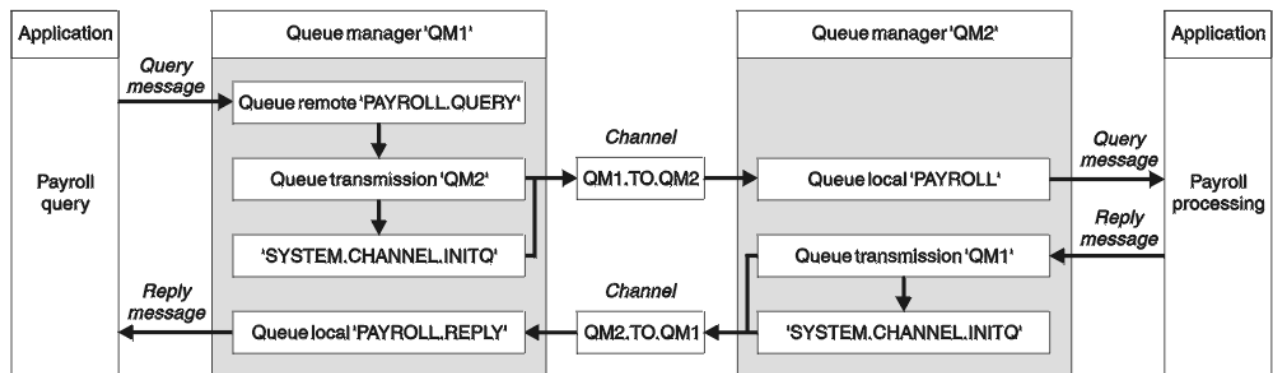 Application
Queue manager 'QM1'
Queue manager 'QM2'
Application
Query
message
Queue remote 'PAYROLL.QUERY'
Channel
Query
message
Payroll
query
Queue transmission 'QM2'
QM1.TO.QM2
Queue local 'PAYROLL'
Payroll
processing
'SYSTEM.CHANNEL.INITQ'
Queue transmission 'QM1'
Reply
message
Reply
message
Channel
Queue local 'PAYROLL.REPLY'
QM2.TO.QM1
'SYSTEM.CHANNEL.INITQ'